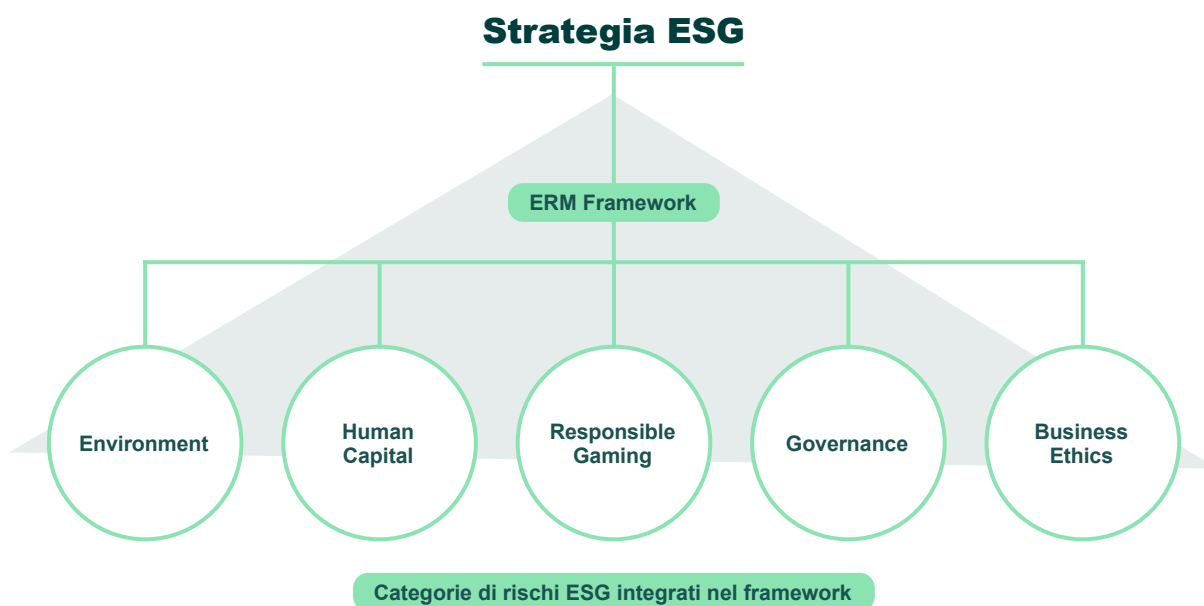 Strategia ESG
ERM Framework
Environment
Human
Capital
Responsible
Gaming
Governance
Business
Ethics
Categorie di rischi ESG integrati nel framework